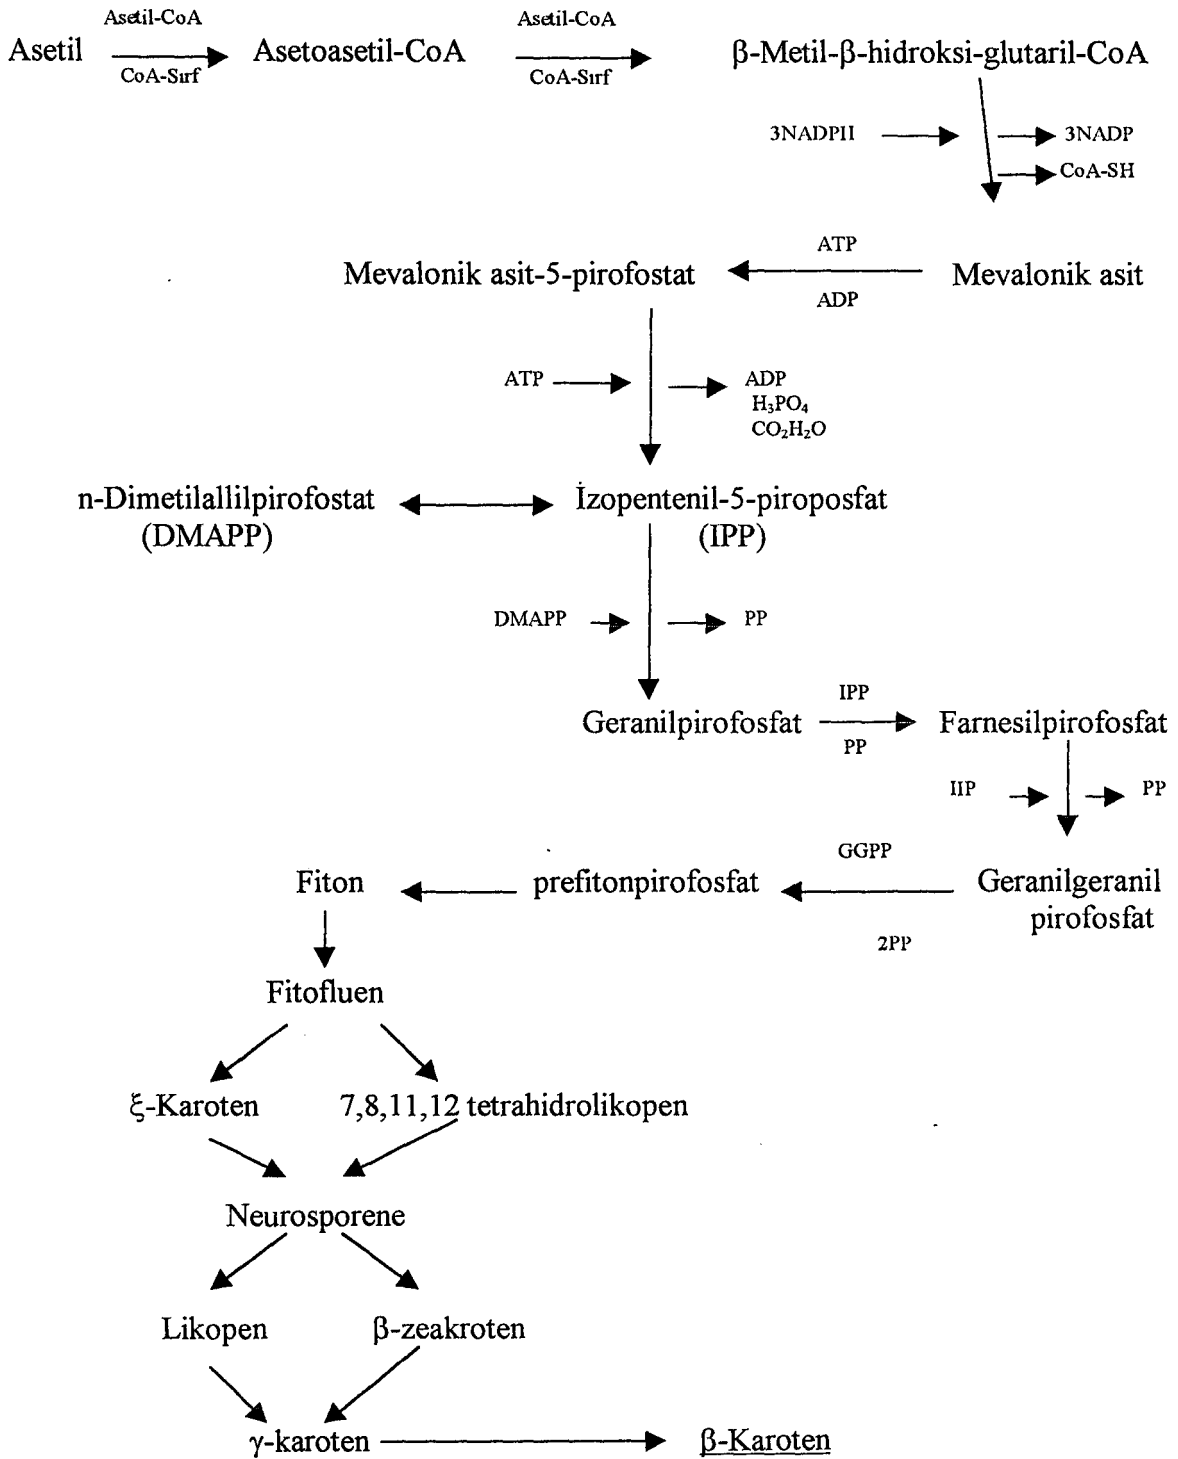 Asetil-CoA
Asetil-CoA
Asetil
Asetoasetil-CoA
β-Metil-β-hidroksi-glutaril-CoA
CoA-Sırf
CoA-Sırf
3NADPII
3NADP
CoA-SH
ATP
Mevalonik asit-5-pirofostat
Mevalonik asit
ADP
ATP
ADP
H₃PO₄
CO₂H₂O
n-Dimetilallilpirofostat
(DMAPP)
İzopentenil-5-piroposfat
(IPP)
DMAPP
PP
IPP
Geranilpirofosfat
Farnesilpirofosfat
PP
IIP
PP
GGPP
Fiton
prefitonpirofosfat
Geranilgeranil
pirofosfat
2PP
Fitofluen
ξ-Karoten
7,8,11,12 tetrahidrolikopen
Neurosporene
Likopen
β-zeakroten
γ-karoten
β-Karoten